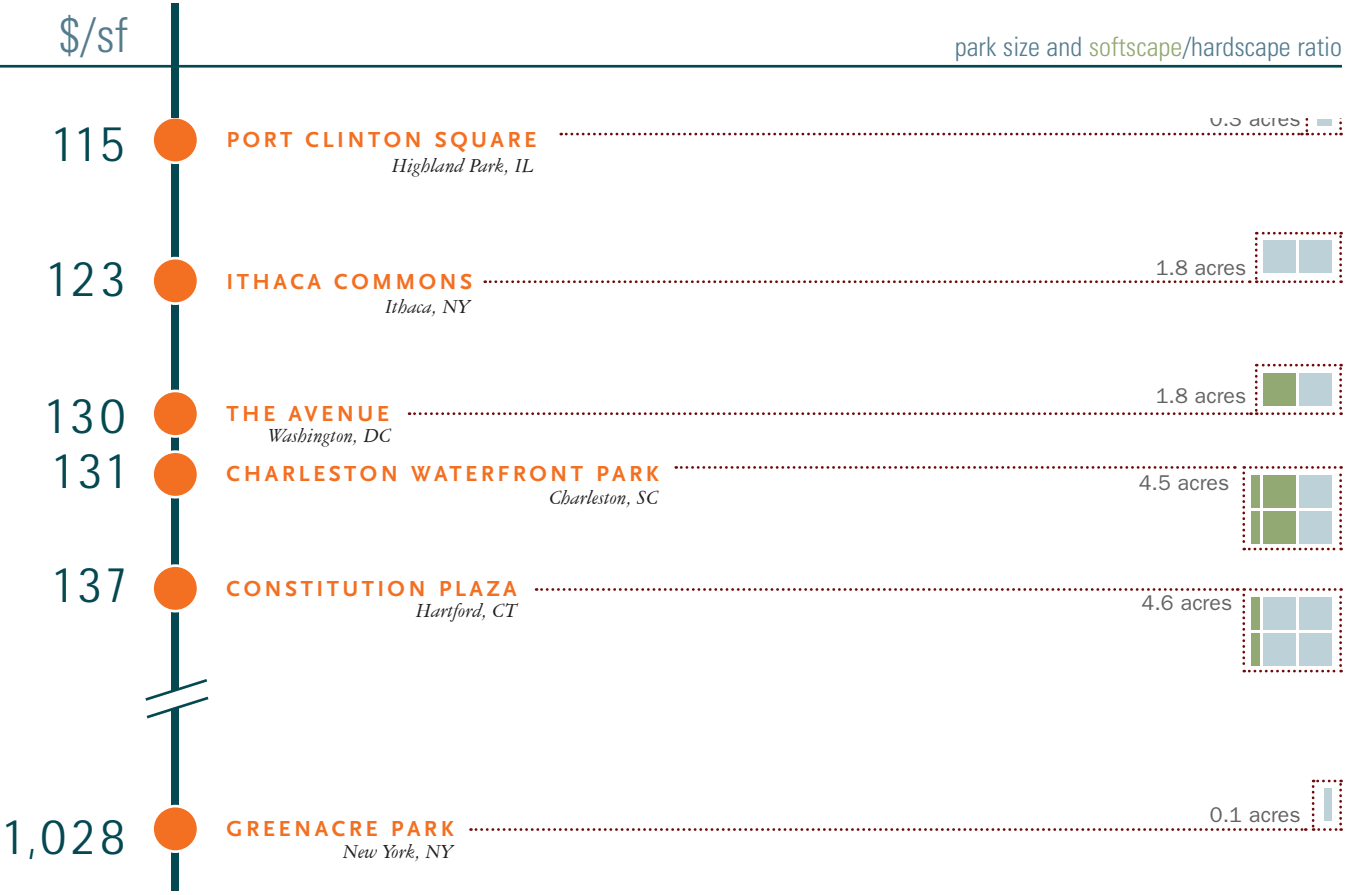 $/sf
park size and softscape/hardscape ratio
115
PORT CLINTON SQUARE
0.3 acres
Highland Park, IL
123
ITHACA COMMONS
1.8 acres
Ithaca, NY
130
THE AVENUE
1.8 acres
Washington, DC
131
CHARLESTON WATERFRONT PARK
4.5 acres
Charleston, SC
137
CONSTITUTION PLAZA
4.6 acres
Hartford, CT
1,028
GREENACRE PARK
0.1 acres
New York, NY